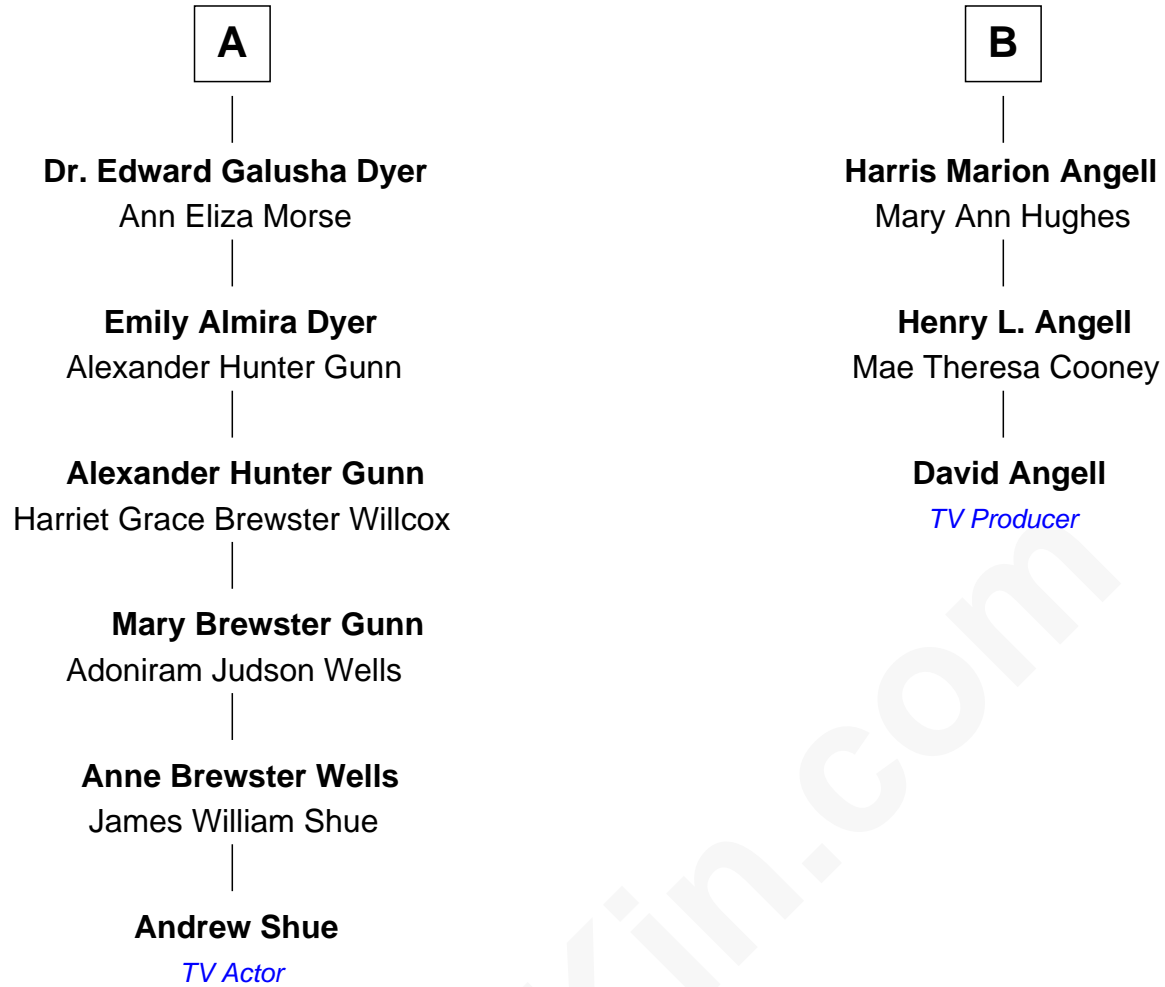 A
Dr. Edward Galusha Dyer
Ann Eliza Morse
Emily Almira Dyer
Alexander Hunter Gunn
Alexander Hunter Gunn
Harriet Grace Brewster Willcox
Mary Brewster Gunn
Adoniram Judson Wells
Anne Brewster Wells
James William Shue
Andrew Shue
TV Actor
B
Harris Marion Angell
Mary Ann Hughes
Henry L. Angell
Mae Theresa Cooney
David Angell
TV Producer
Kin.com